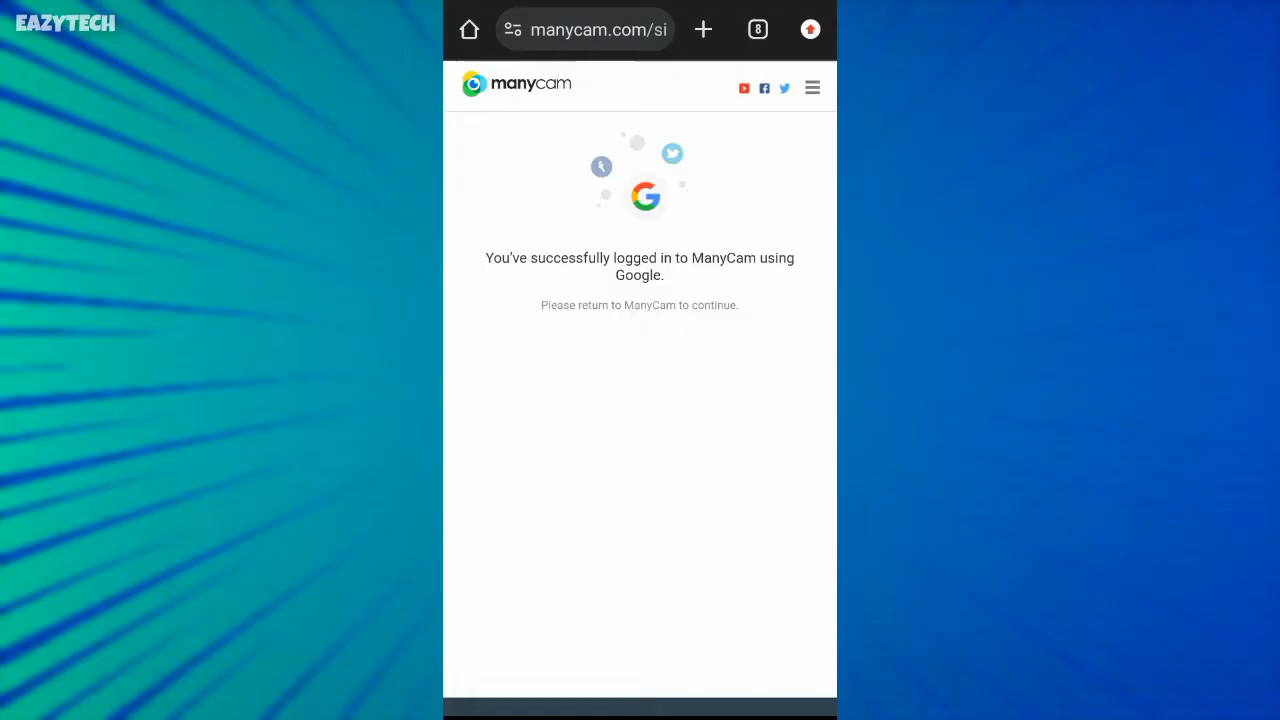 EAZYTECH
manycam.com/si
8
manycam
You've successfully logged in to ManyCam using
Google.
Please return to ManyCam to continue.